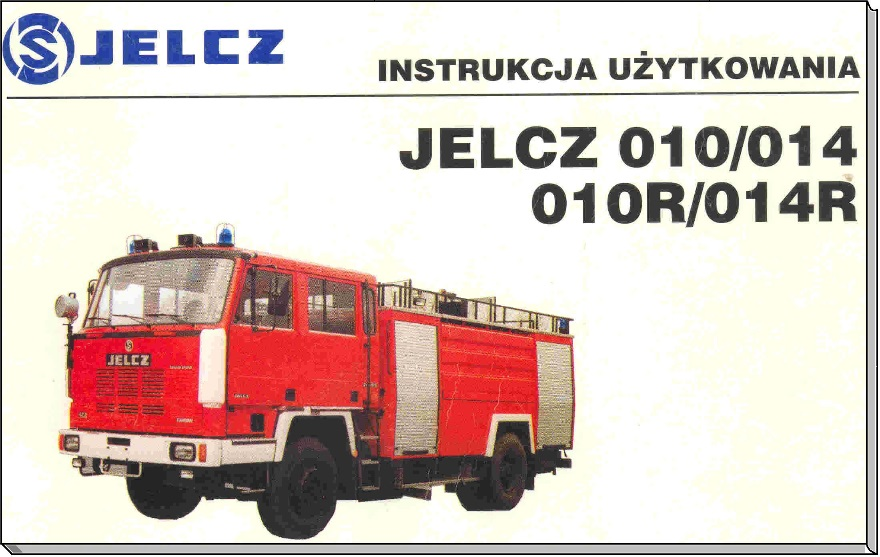 JELCZ
INSTRUKCJA UŻYTKOWANIA
JELCZ 010/014
010R/014R
S
JELCZ